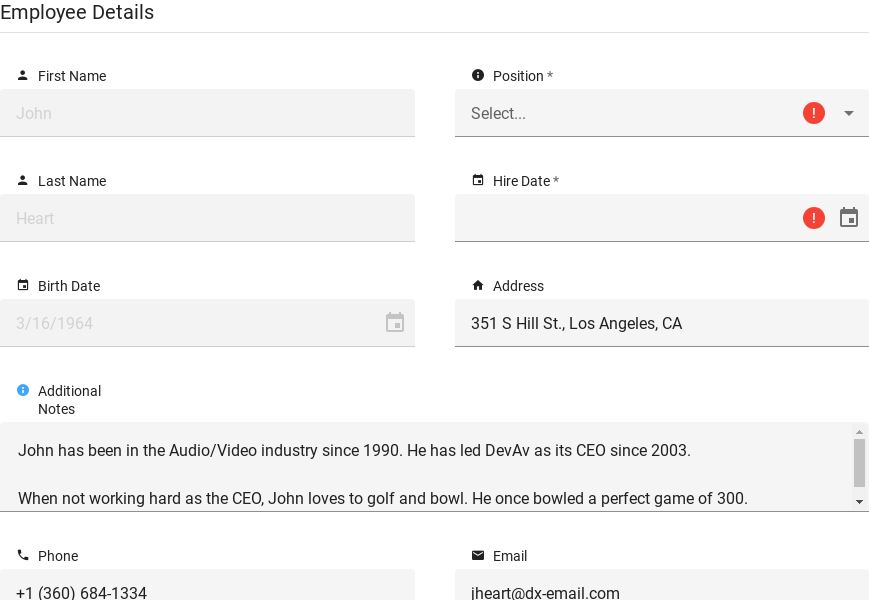 Employee Details
First Name
Position *
John
Select...
Last Name
Hire Date *
Heart
Birth Date
Address
3/16/1964
351 S Hill St., Los Angeles, CA
Additional
Notes
John has been in the Audio/Video industry since 1990. He has led DevAv as its CEO since 2003.
When not working hard as the CEO, John loves to golf and bowl. He once bowled a perfect game of 300.
Phone
Email
+1 (360) 684-1334
jheart@dx-email.com